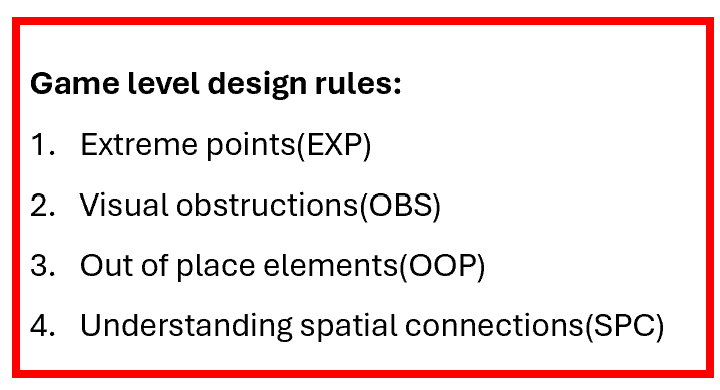 Game level design rules:
1. Extreme points(EXP)
2. Visual obstructions(OBS)
3. Out of place elements(OOP)
4. Understanding spatial connections(SPC)